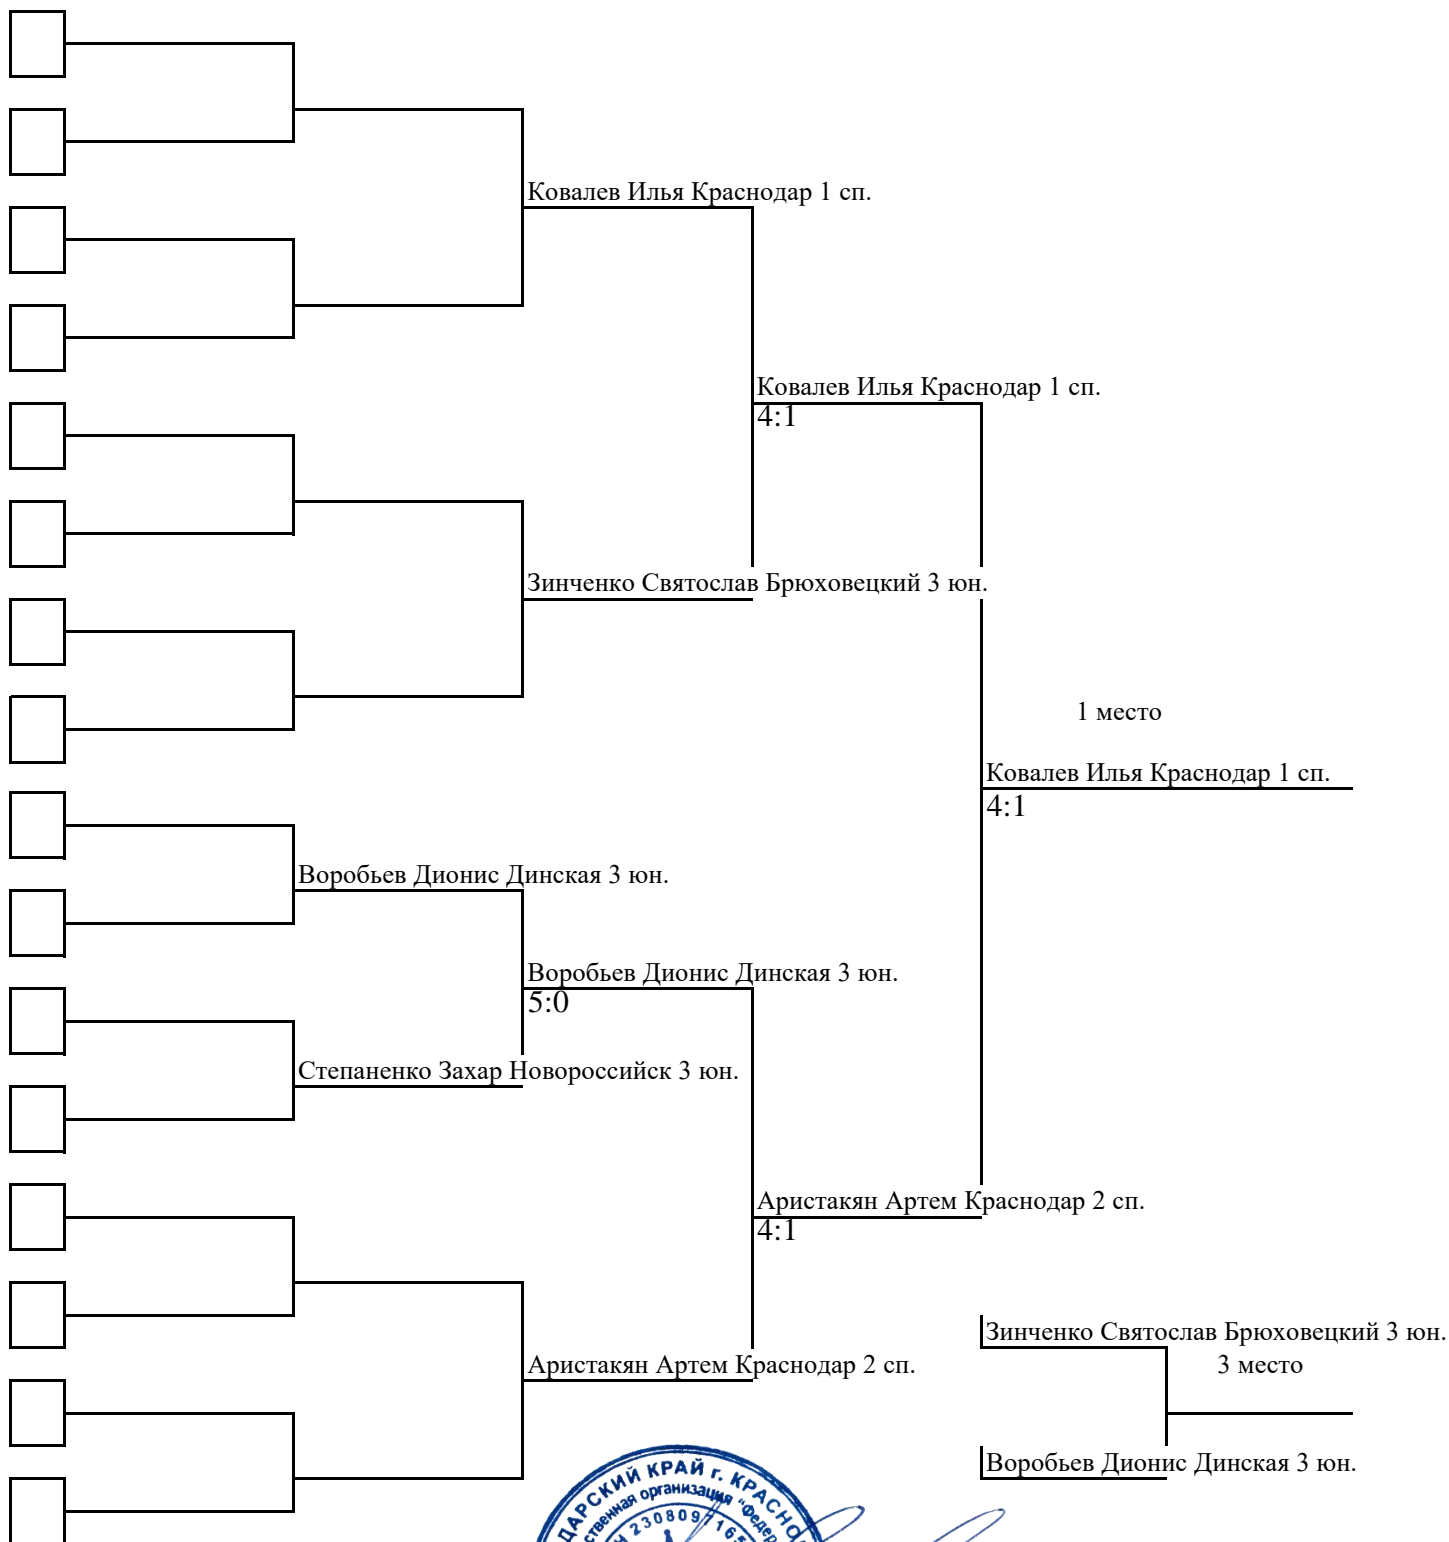 Ковалев Илья Краснодар 1 сп.
Ковалев Илья Краснодар 1 сп.
4:1
Зинченко Святослав Брюховецкий 3 юн.
1 место
Ковалев Илья Краснодар 1 сп.
4:1
Воробьев Дионис Динская 3 юн.
Воробьев Дионис Динская 3 юн.
5:0
Степаненко Захар Новороссийск 3 юн.
Аристакян Артем Краснодар 2 сп.
4:1
Зинченко Святослав Брюховецкий 3 юн.
Аристакян Артем Краснодар 2 сп.
3 место
Воробьев Дионис Динская 3 юн.
КРАЙ г.
организация